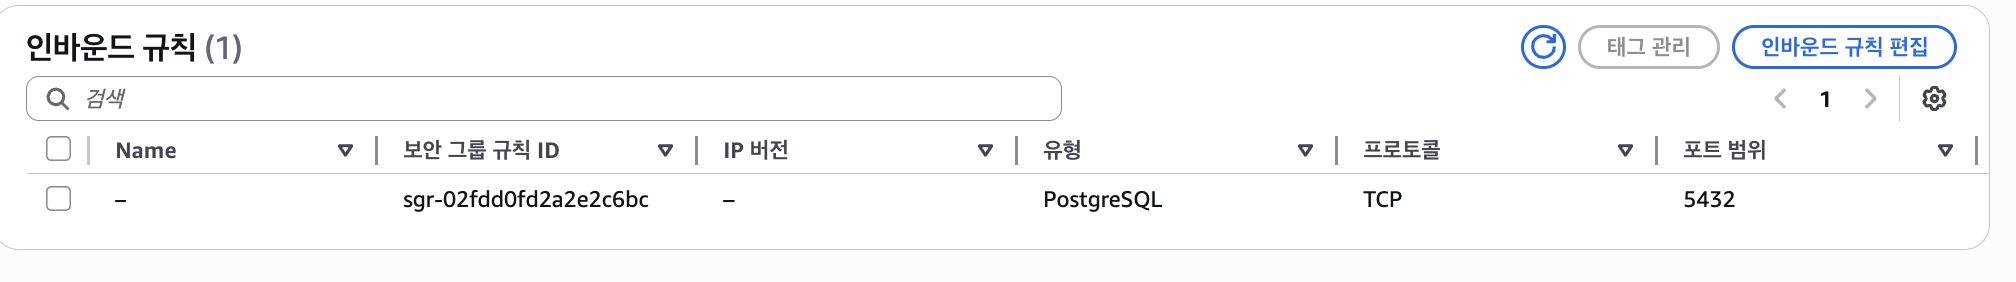 인바운드 규칙 (1)
태그 관리
인바운드 규칙 편집
검색
1
Name 보안 그룹 규칙 ID IP 버전 유형 프로토콜 포트 범위
– sgr-02fdd0fd2a2e2c6bc – PostgreSQL TCP 5432